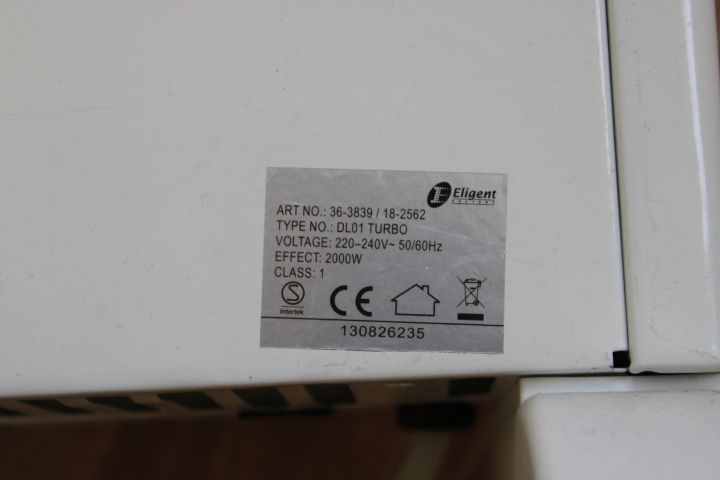 Eligent
ART NO.: 36-3839 / 18-2562
TYPE NO.: DL01 TURBO
VOLTAGE: 220–240V~ 50/60Hz
EFFECT: 2000W
CLASS: 1
S
intertek
CE
130826235